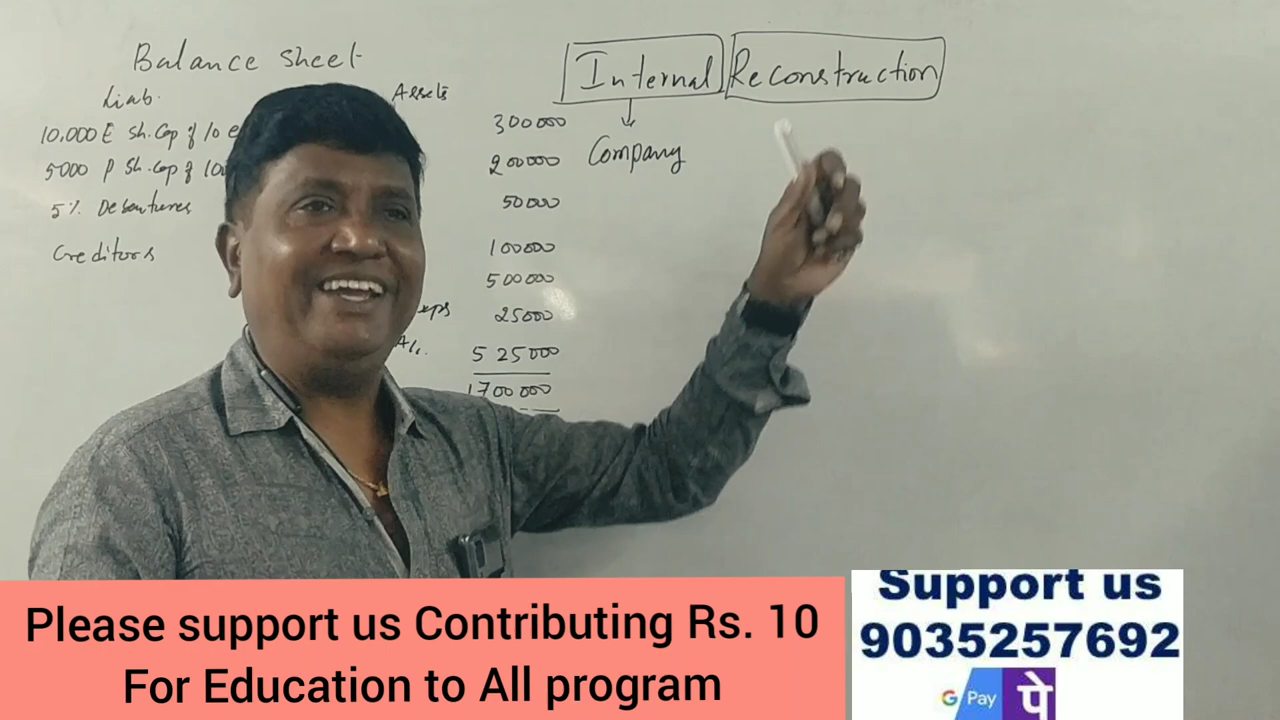 Balance Sheet
Liab.
Assets
10,000 E Sh. Cap of 10 e
5000 P Sh. Cap of 100
5% Debentures
Creditors
300000
200000
50000
100000
500000
exps 25000
A/c. 525000
1700000
Internal Reconstruction
Company
Please support us Contributing Rs. 10
For Education to All program
Support us
9035257692
G Pay पे